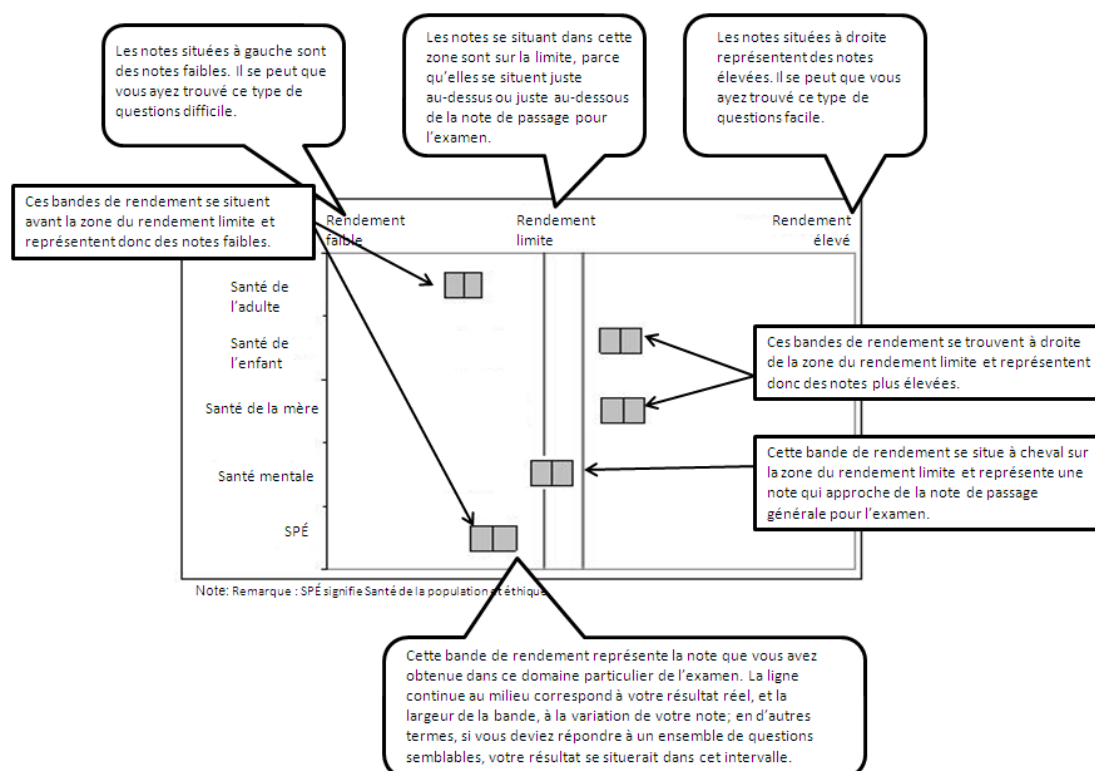 Les notes situées à gauche sont
des notes faibles. Il se peut que
vous ayez trouvé ce type de
questions difficile.
Les notes se situant dans cette
zone sont sur la limite, parce
qu’elles se situent juste
au-dessus ou juste au-dessous
de la note de passage pour
l’examen.
Les notes situées à droite
représentent des notes
élevées. Il se peut que vous
ayez trouvé ce type de
questions facile.
Ces bandes de rendement se situent
avant la zone du rendement limite et
représentent donc des notes faibles.
Rendement
faible
Rendement
limite
Rendement
élevé
Santé de
l’adulte
Santé de
l’enfant
Santé de la mère
Santé mentale
SPÉ
Ces bandes de rendement se trouvent à droite
de la zone du rendement limite et représentent
donc des notes plus élevées.
Cette bande de rendement se situe à cheval sur
la zone du rendement limite et représente une
note qui approche de la note de passage
générale pour l’examen.
Note: Remarque : SPÉ signifie Santé de la population et éthique
Cette bande de rendement représente la note que vous avez
obtenue dans ce domaine particulier de l’examen. La ligne
continue au milieu correspond à votre résultat réel, et la
largeur de la bande, à la variation de votre note; en d’autres
termes, si vous deviez répondre à un ensemble de questions
semblables, votre résultat se situerait dans cet intervalle.